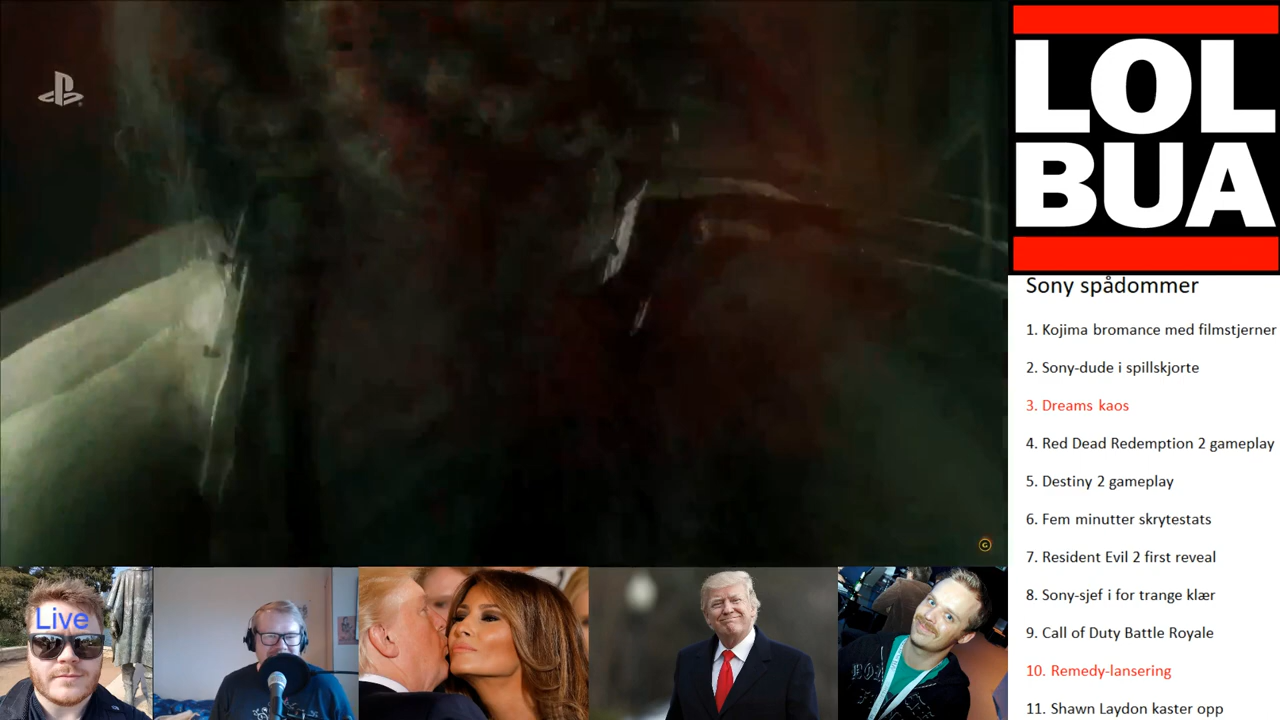 LOL
BUA
Sony spådommer
1. Kojima bromance med filmstjerner
2. Sony-dude i spillskjorte
3. Dreams kaos
4. Red Dead Redemption 2 gameplay
5. Destiny 2 gameplay
6. Fem minutter skrytestats
7. Resident Evil 2 first reveal
8. Sony-sjef i for trange klær
9. Call of Duty Battle Royale
10. Remedy-lansering
11. Shawn Laydon kaster opp
Live